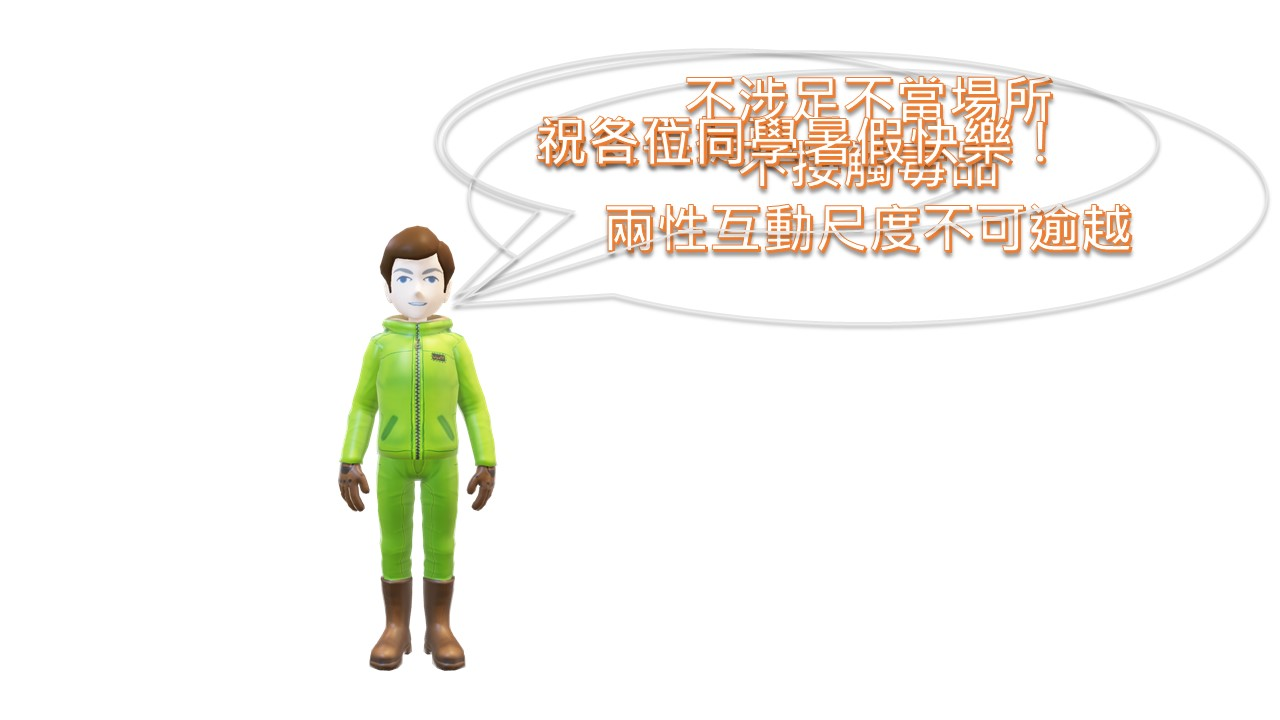 不涉足不當場所
祝各位同學暑假快樂！
不接觸毒品
兩性互動尺度不可逾越